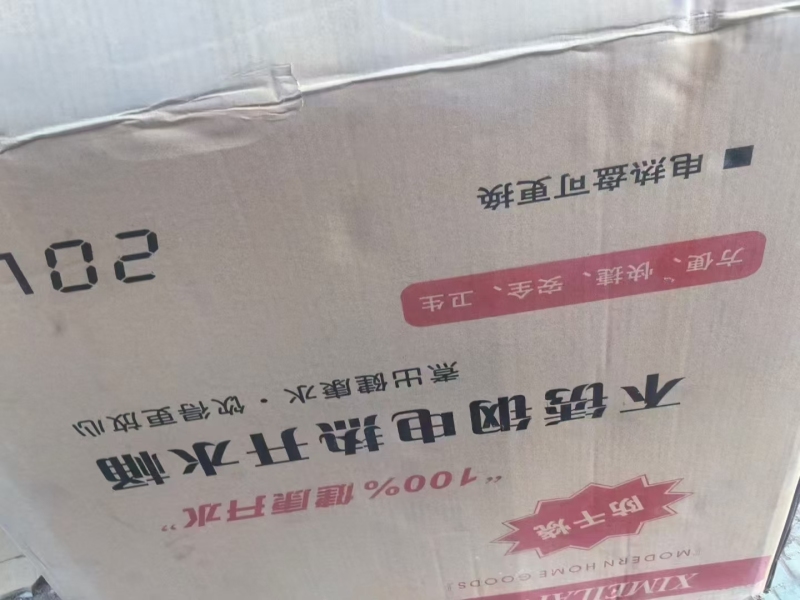 MODERN HOME GOODS
防干烧
“100%健康开水”
不锈钢电热开水桶
煮出健康水·饮得更放心
方便、快捷、安全、卫生
■ 电热盘可更换
20L